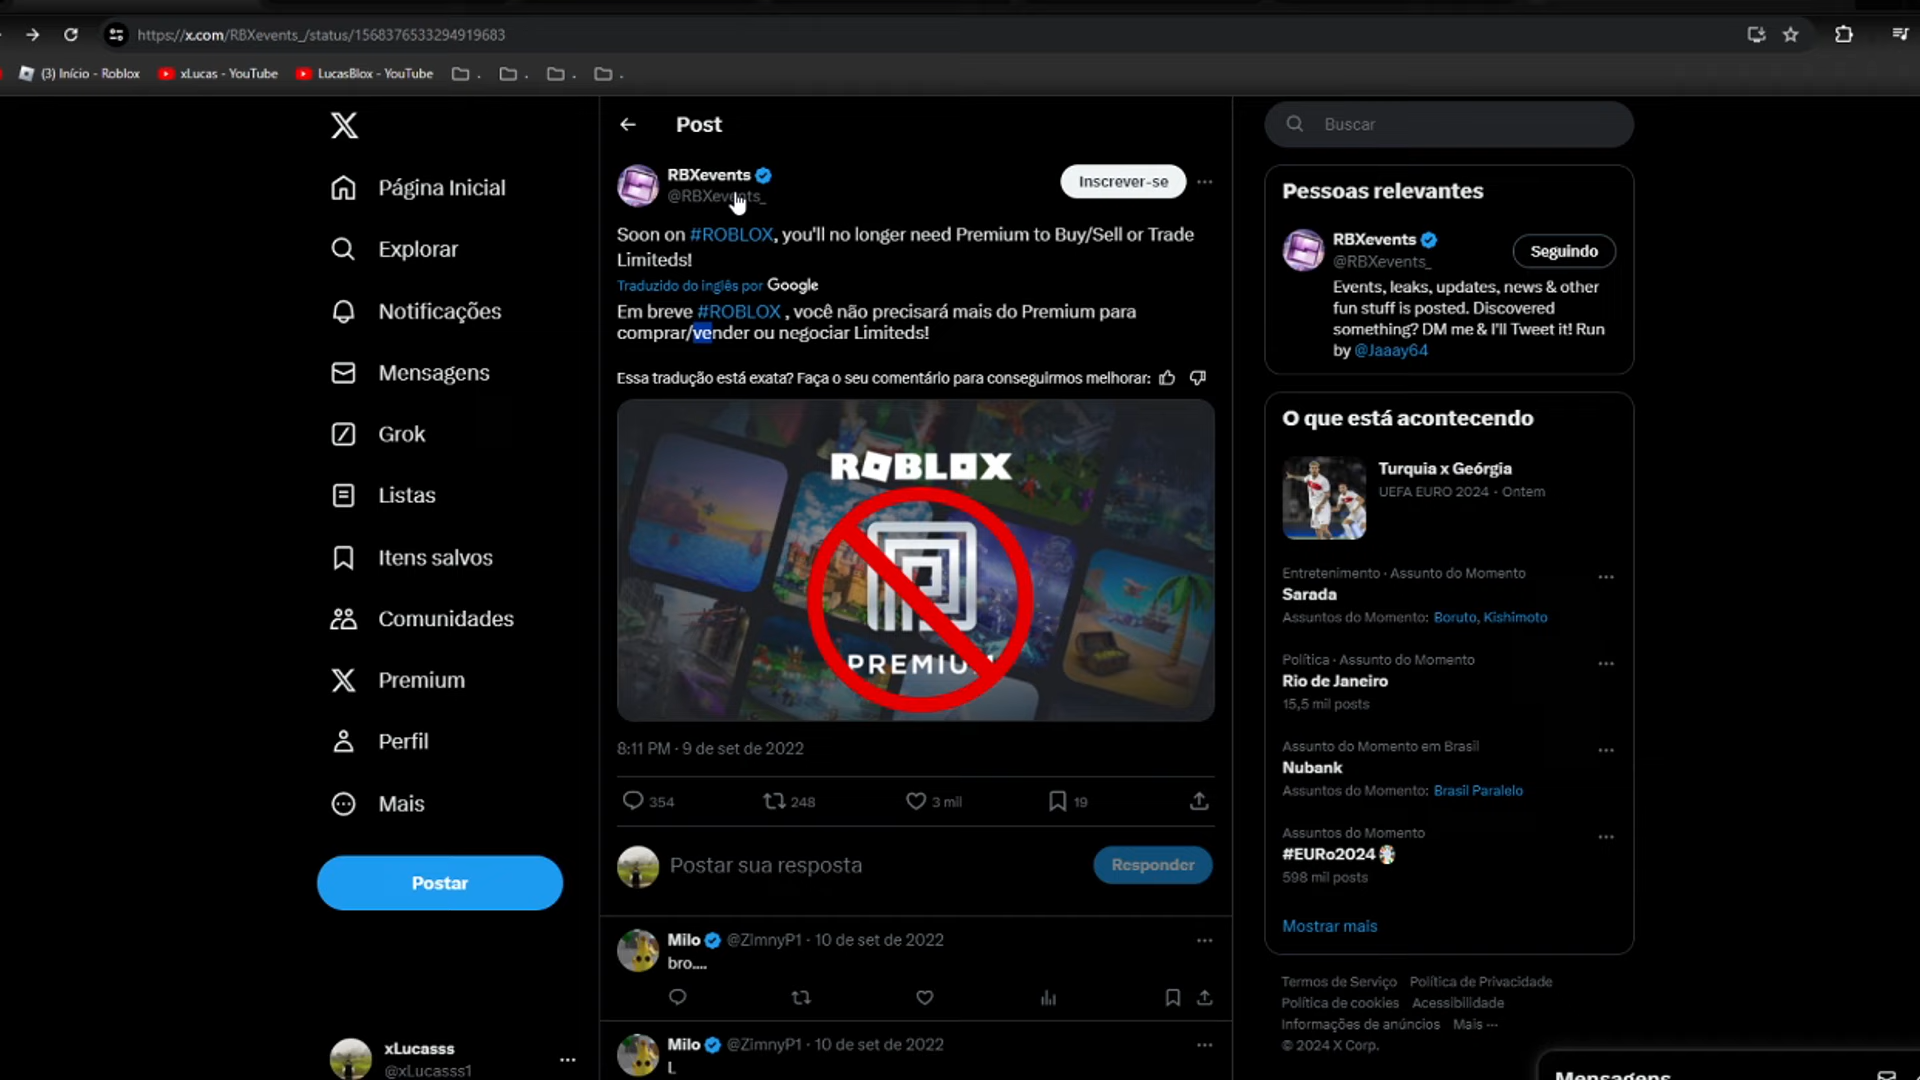 https://x.com/RBXevents_/status/1568376533294919683
(3) Início - Roblox
xLucas - YouTube
LucasBlox - YouTube
.
.
.
.
Página Inicial
Explorar
Notificações
Mensagens
Grok
Listas
Itens salvos
Comunidades
Premium
Perfil
Mais
Postar
xLucasss
@xLucasss1
Post
RBXevents
@RBXevents_
Inscrever-se
Soon on #ROBLOX, you'll no longer need Premium to Buy/Sell or Trade
Limiteds!
Traduzido do inglês por Google
Em breve #ROBLOX , você não precisará mais do Premium para
comprar/vender ou negociar Limiteds!
Essa tradução está exata? Faça o seu comentário para conseguirmos melhorar:
ROBLOX
PREMIUM
8:11 PM · 9 de set de 2022
354
248
3 mil
19
Postar sua resposta
Responder
Milo @ZlmnyP1 · 10 de set de 2022
bro....
Milo @ZlmnyP1 · 10 de set de 2022
L
Buscar
Pessoas relevantes
RBXevents
@RBXevents_
Seguindo
Events, leaks, updates, news & other
fun stuff is posted. Discovered
something? DM me & I'll Tweet it! Run
by @Jaaay64
O que está acontecendo
Turquia x Geórgia
UEFA EURO 2024 · Ontem
Entretenimento · Assunto do Momento
Sarada
Assuntos do Momento: Boruto, Kishimoto
Política · Assunto do Momento
Rio de Janeiro
15,5 mil posts
Assunto do Momento em Brasil
Nubank
Assuntos do Momento: Brasil Paralelo
Assuntos do Momento
#EURo2024
598 mil posts
Mostrar mais
Termos de Serviço Política de Privacidade
Política de cookies Acessibilidade
Informações de anúncios Mais ···
© 2024 X Corp.
Mensagens